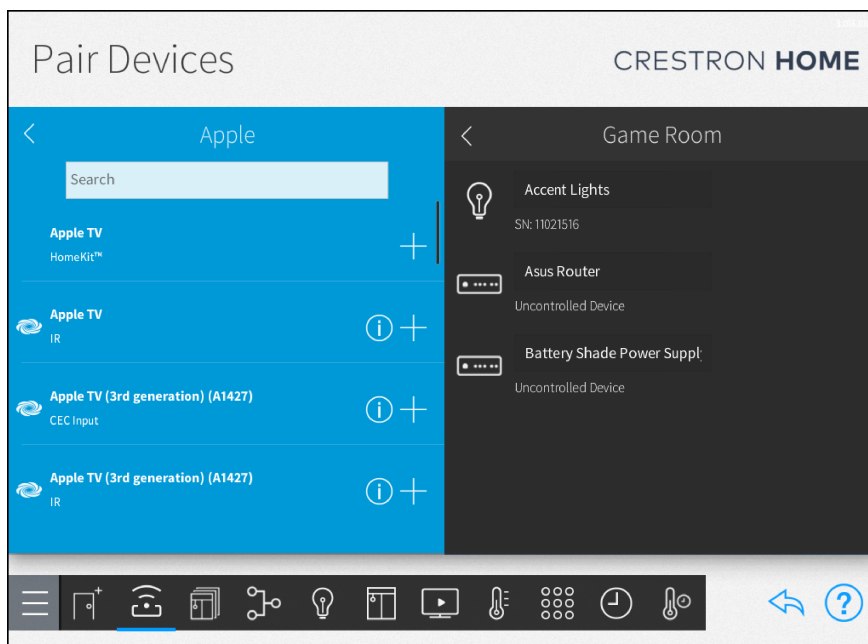 Pair Devices
CRESTRON HOME
Apple
Search
Apple TV
HomeKit™
Apple TV
IR
Apple TV (3rd generation) (A1427)
CEC Input
Apple TV (3rd generation) (A1427)
IR
Game Room
Accent Lights
SN: 11021516
Asus Router
Uncontrolled Device
Battery Shade Power Suppl
Uncontrolled Device